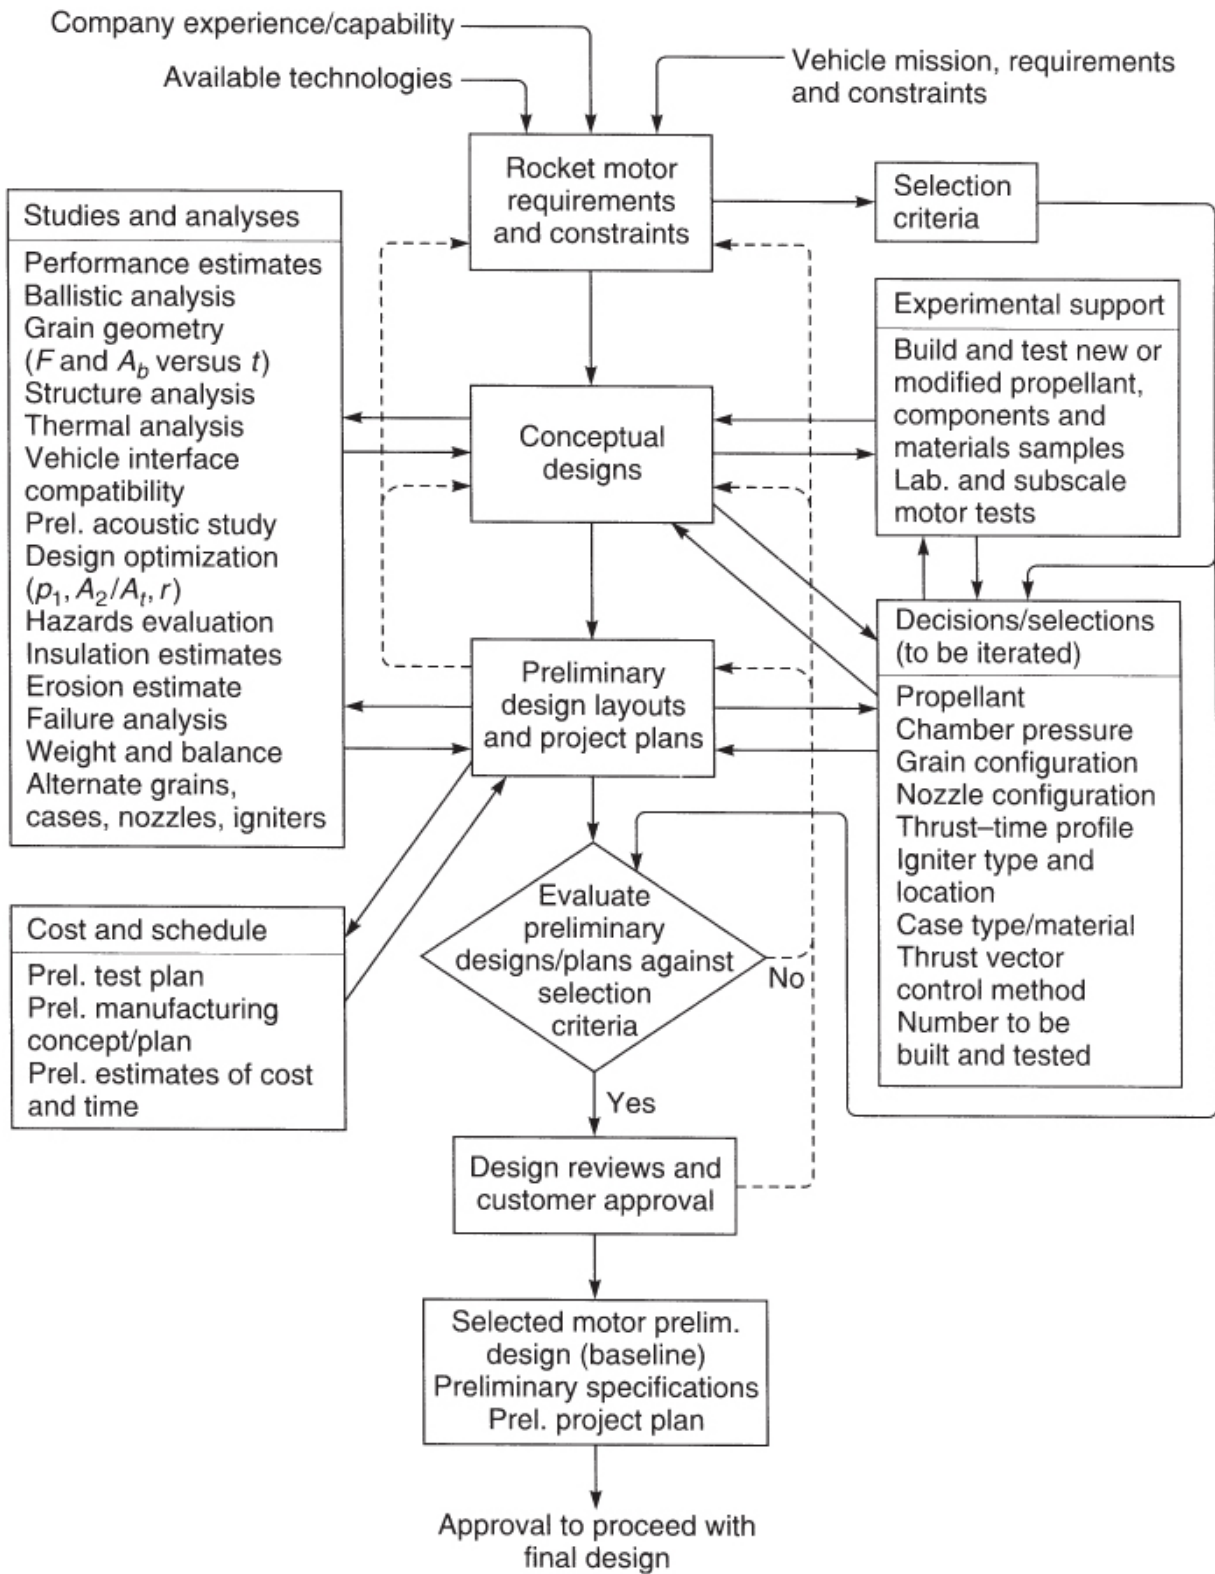 Company experience/capability
Available technologies
Vehicle mission, requirements
and constraints
Rocket motor
requirements
and constraints
Selection
criteria
Studies and analyses
Performance estimates
Ballistic analysis
Grain geometry
(F and A_b versus t)
Structure analysis
Thermal analysis
Vehicle interface
compatibility
Prel. acoustic study
Design optimization
(p_1, A_2/A_t, r)
Hazards evaluation
Insulation estimates
Erosion estimate
Failure analysis
Weight and balance
Alternate grains,
cases, nozzles, igniters
Conceptual
designs
Experimental support
Build and test new or
modified propellant,
components and
materials samples
Lab. and subscale
motor tests
Preliminary
design layouts
and project plans
Decisions/selections
(to be iterated)
Propellant
Chamber pressure
Grain configuration
Nozzle configuration
Thrust–time profile
Igniter type and
location
Case type/material
Thrust vector
control method
Number to be
built and tested
Cost and schedule
Prel. test plan
Prel. manufacturing
concept/plan
Prel. estimates of cost
and time
Evaluate
preliminary
designs/plans against
selection
criteria
No
Yes
Design reviews and
customer approval
Selected motor prelim.
design (baseline)
Preliminary specifications
Prel. project plan
Approval to proceed with
final design